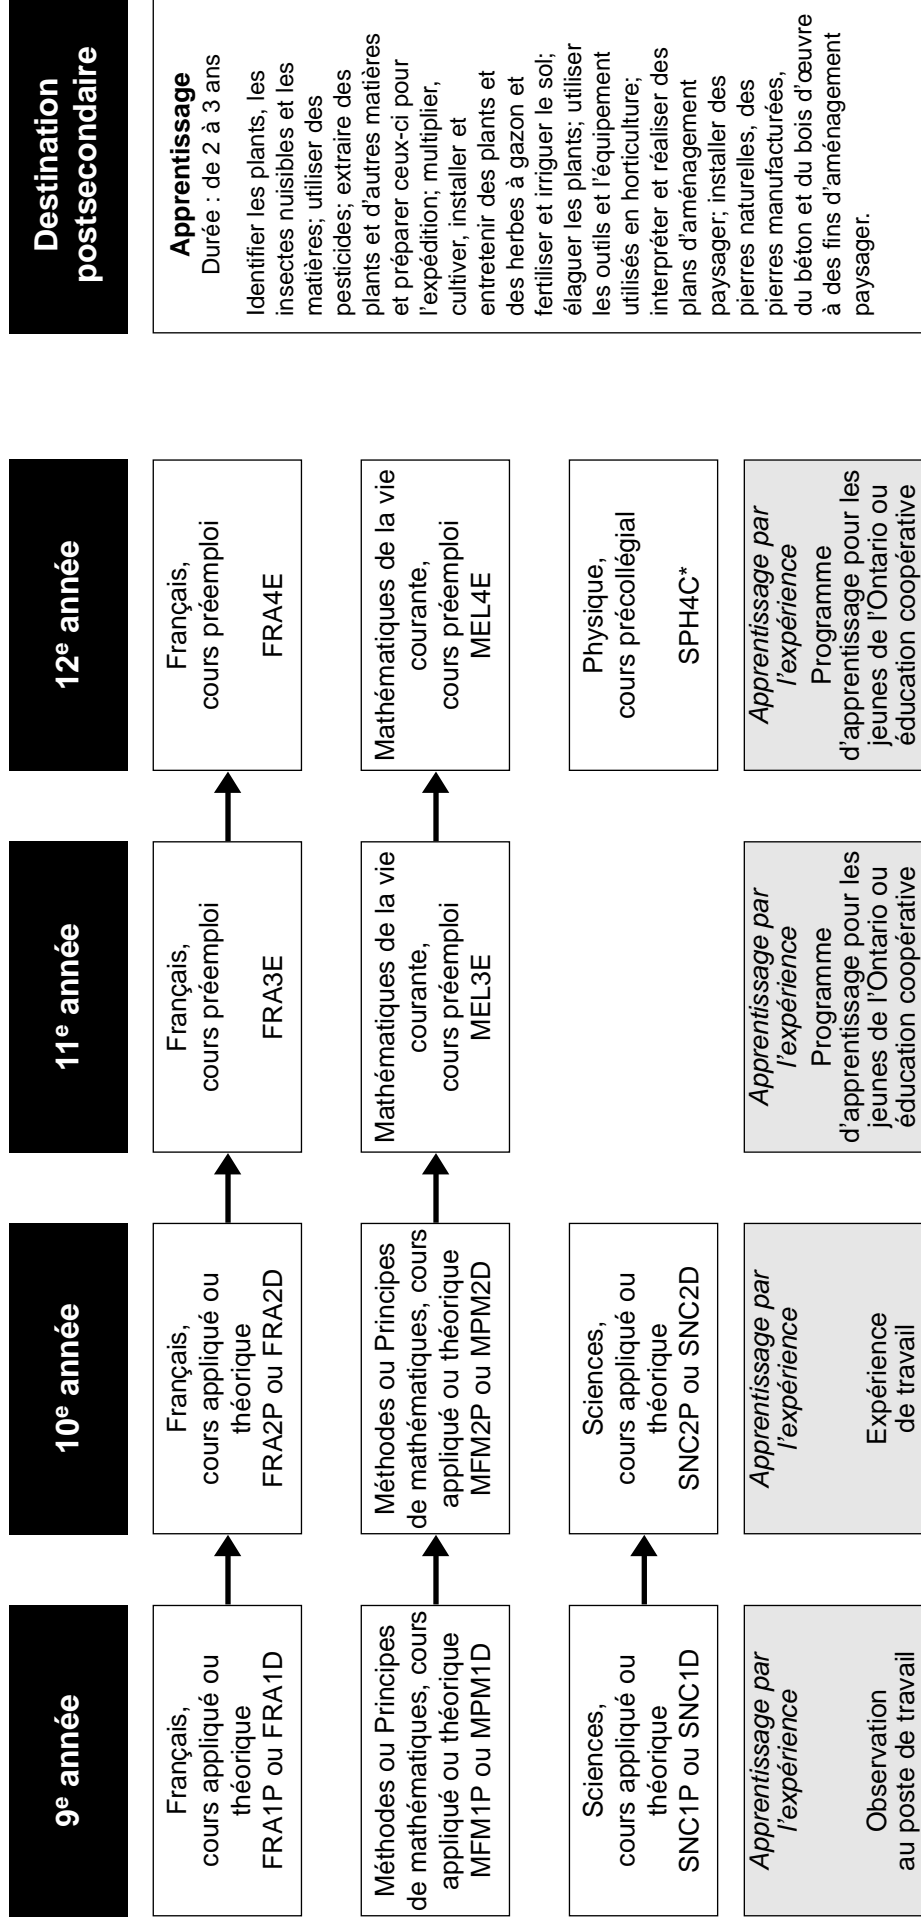 9e année
10e année
11e année
12e année
Destination
postsecondaire
Français,
cours appliqué ou
théorique
FRA1P ou FRA1D
Français,
cours appliqué ou
théorique
FRA2P ou FRA2D
Français,
cours préemploi
FRA3E
Français,
cours préemploi
FRA4E
Apprentissage
Durée : de 2 à 3 ans
Identifier les plants, les
insectes nuisibles et les
matières; utiliser des
pesticides; extraire des
plants et d'autres matières
et préparer ceux-ci pour
l'expédition; multiplier,
cultiver, installer et
entretenir des plants et
des herbes à gazon et
fertiliser et irriguer le sol;
élaguer les plants; utiliser
les outils et l'équipement
utilisés en horticulture;
interpréter et réaliser des
plans d'aménagement
paysager; installer des
pierres naturelles, des
pierres manufacturées,
du béton et du bois d'œuvre
à des fins d'aménagement
paysager.
Méthodes ou Principes
de mathématiques, cours
appliqué ou théorique
MFM1P ou MPM1D
Méthodes ou Principes
de mathématiques, cours
appliqué ou théorique
MFM2P ou MPM2D
Mathématiques de la vie
courante,
cours préemploi
MEL3E
Mathématiques de la vie
courante,
cours préemploi
MEL4E
Sciences,
cours appliqué ou
théorique
SNC1P ou SNC1D
Sciences,
cours appliqué ou
théorique
SNC2P ou SNC2D
Physique,
cours précollégial
SPH4C*
Apprentissage par
l'expérience
Observation
au poste de travail
Apprentissage par
l'expérience
Expérience
de travail
Apprentissage par
l'expérience
Programme
d'apprentissage pour les
jeunes de l'Ontario ou
éducation coopérative
Apprentissage par
l'expérience
Programme
d'apprentissage pour les
jeunes de l'Ontario ou
éducation coopérative